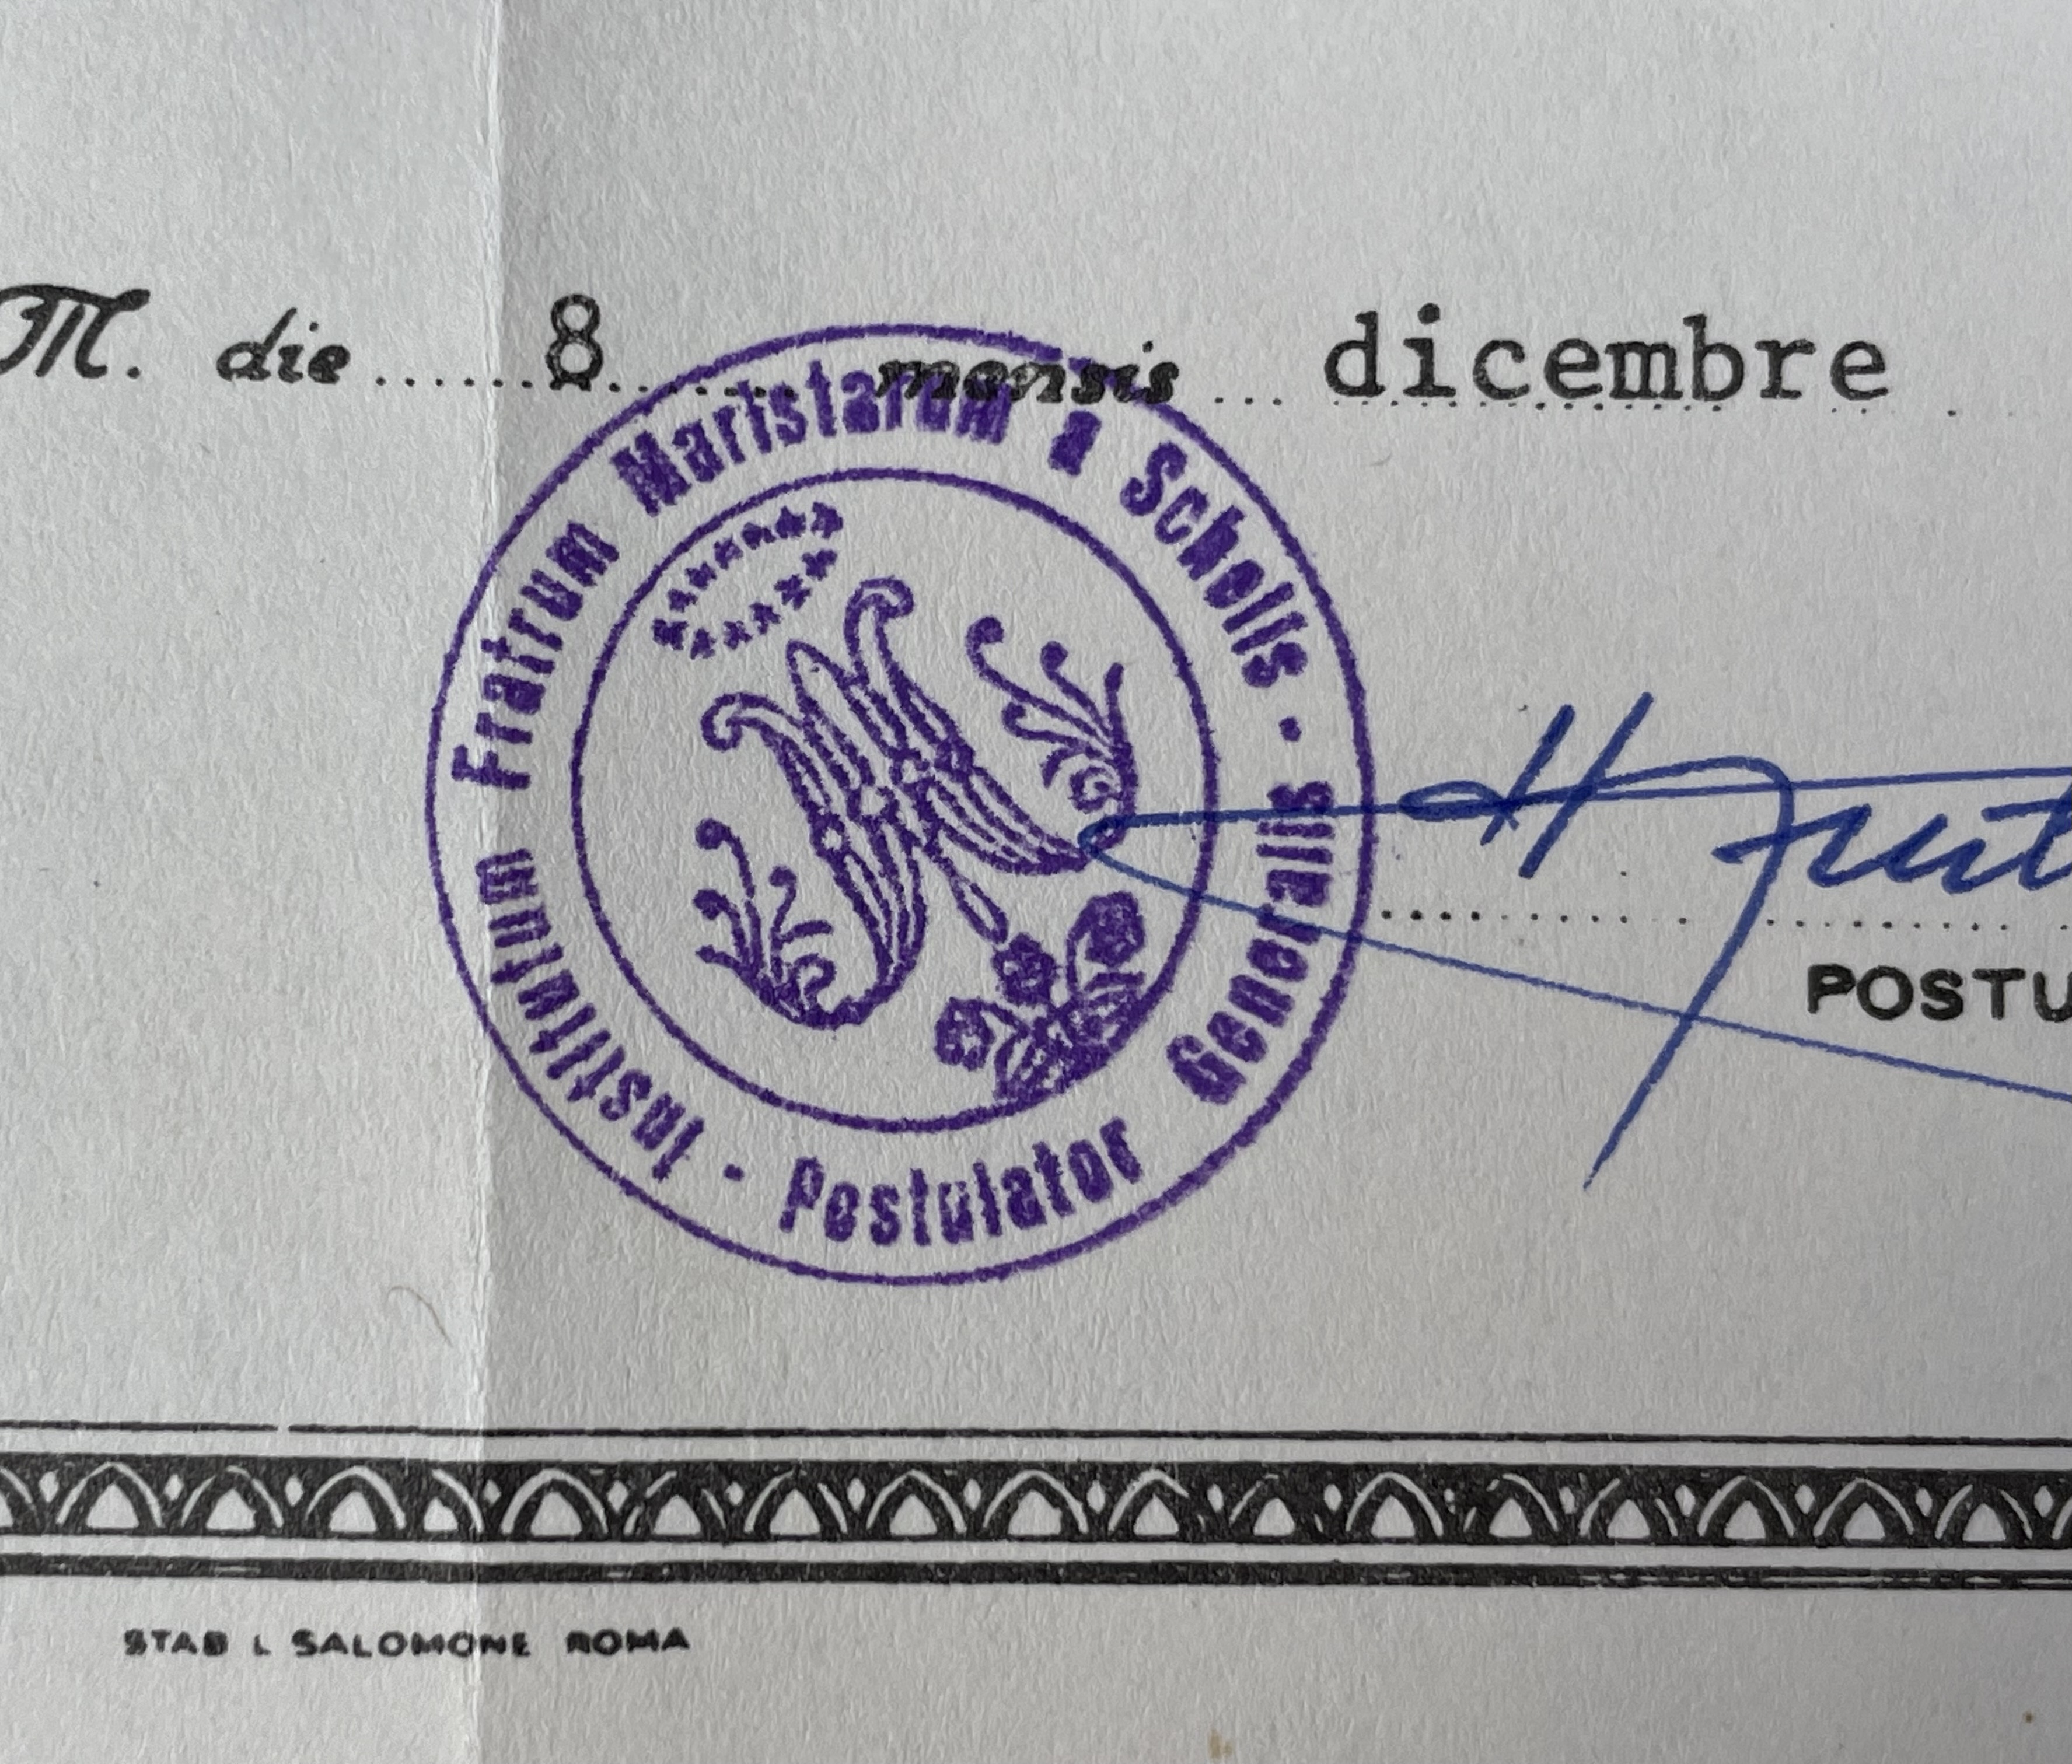 M. die ..... 8 ..... mensis ... dicembre
Institutum Fratrum Maristarum a Scholis · Postulator Generalis ·
POSTU
STAB L SALOMONE ROMA